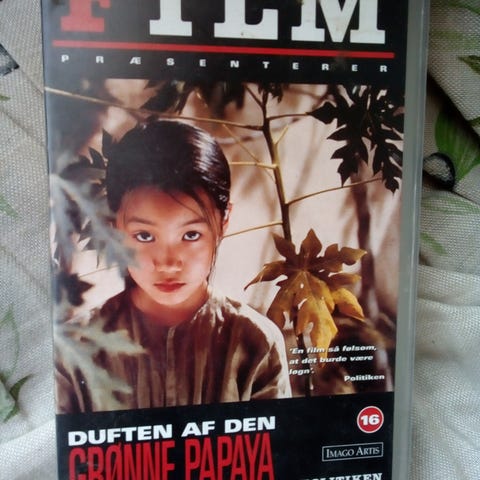 FILM
PRÆSENTERER
'En film så følsom,
at det burde være
løgn'.
Politiken
DUFTEN AF DEN
GRØNNE PAPAYA
16
IMAGO ARTIS
POLITIKEN